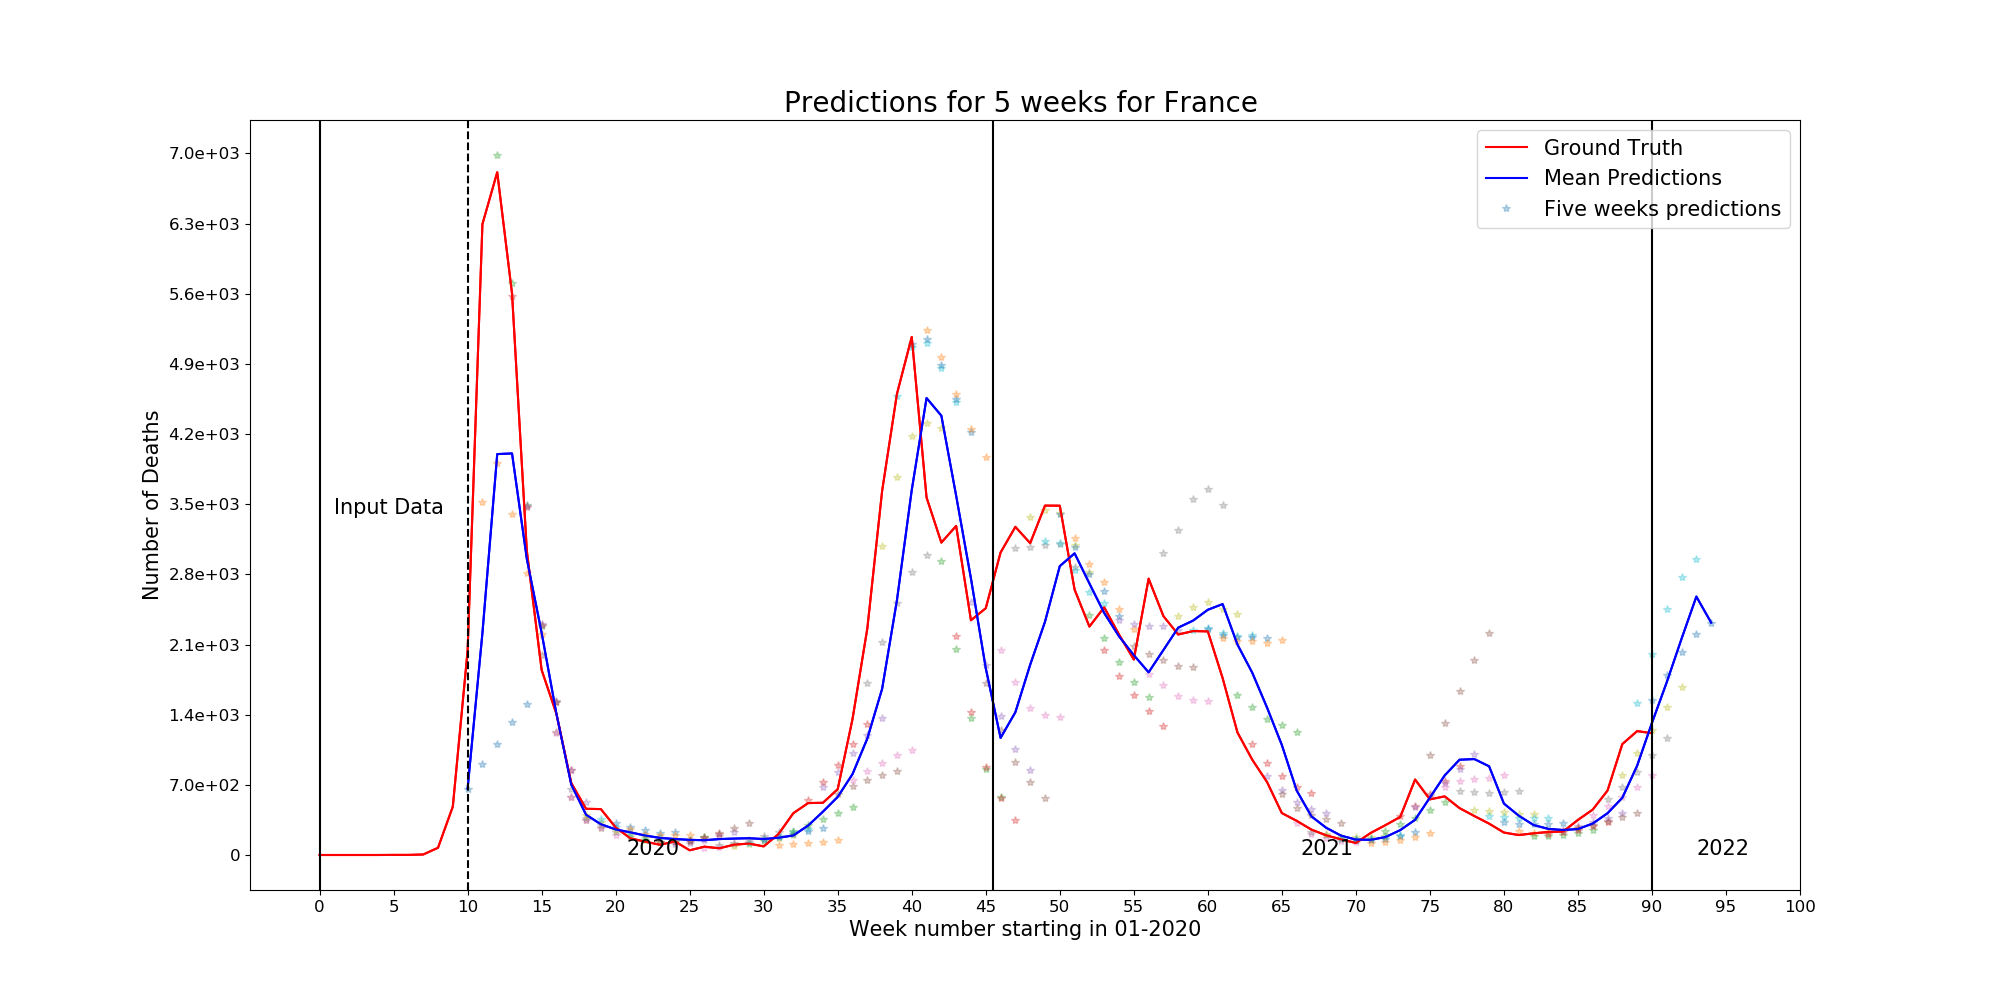 Predictions for 5 weeks for France
7.0e+03
6.3e+03
5.6e+03
4.9e+03
4.2e+03
3.5e+03
2.8e+03
2.1e+03
1.4e+03
7.0e+02
0
Number of Deaths
Ground Truth
Mean Predictions
Five weeks predictions
Input Data
2020 2021 2022
0 5 10 15 20 25 30 35 40 45 50 55 60 65 70 75 80 85 90 95 100
Week number starting in 01-2020